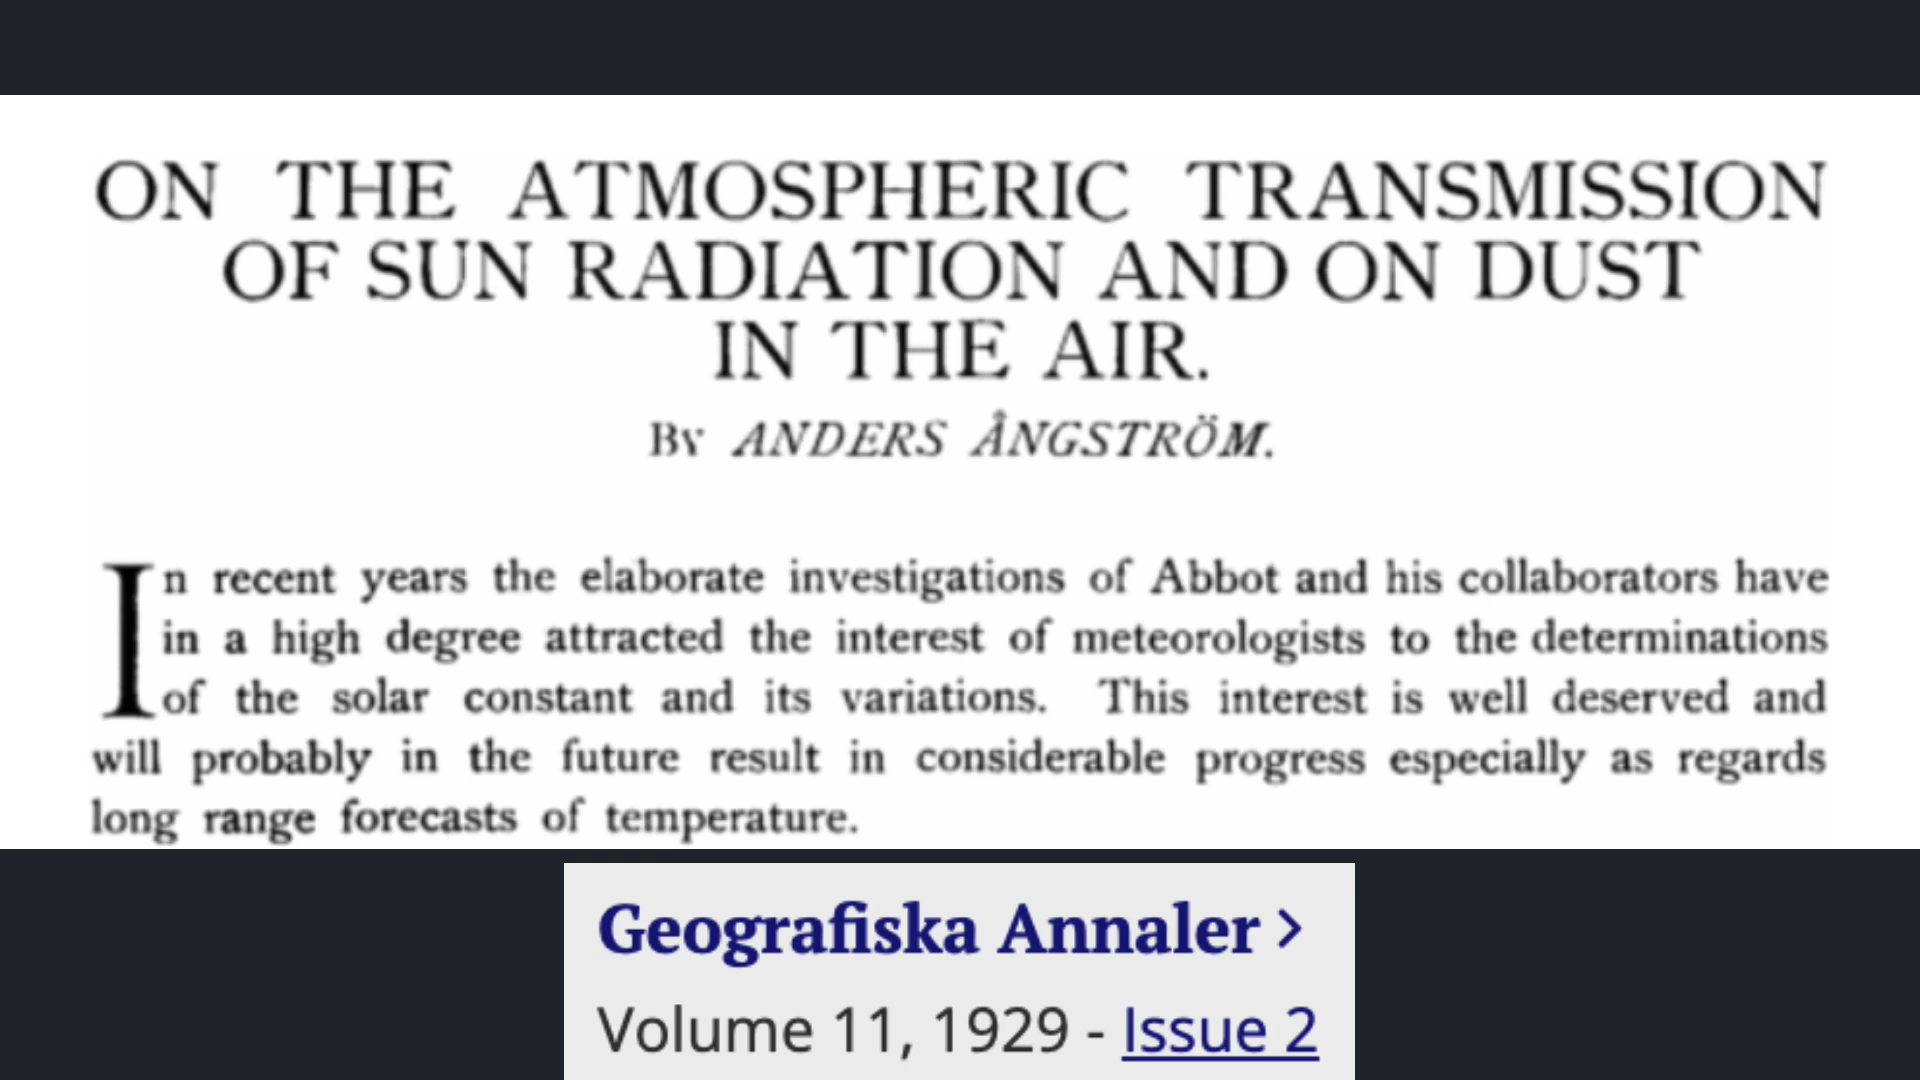 ON THE ATMOSPHERIC TRANSMISSION
OF SUN RADIATION AND ON DUST
IN THE AIR.
By ANDERS ÅNGSTRÖM.
In recent years the elaborate investigations of Abbot and his collaborators have
in a high degree attracted the interest of meteorologists to the determinations
of the solar constant and its variations. This interest is well deserved and
will probably in the future result in considerable progress especially as regards
long range forecasts of temperature.
Geografiska Annaler >
Volume 11, 1929 - Issue 2